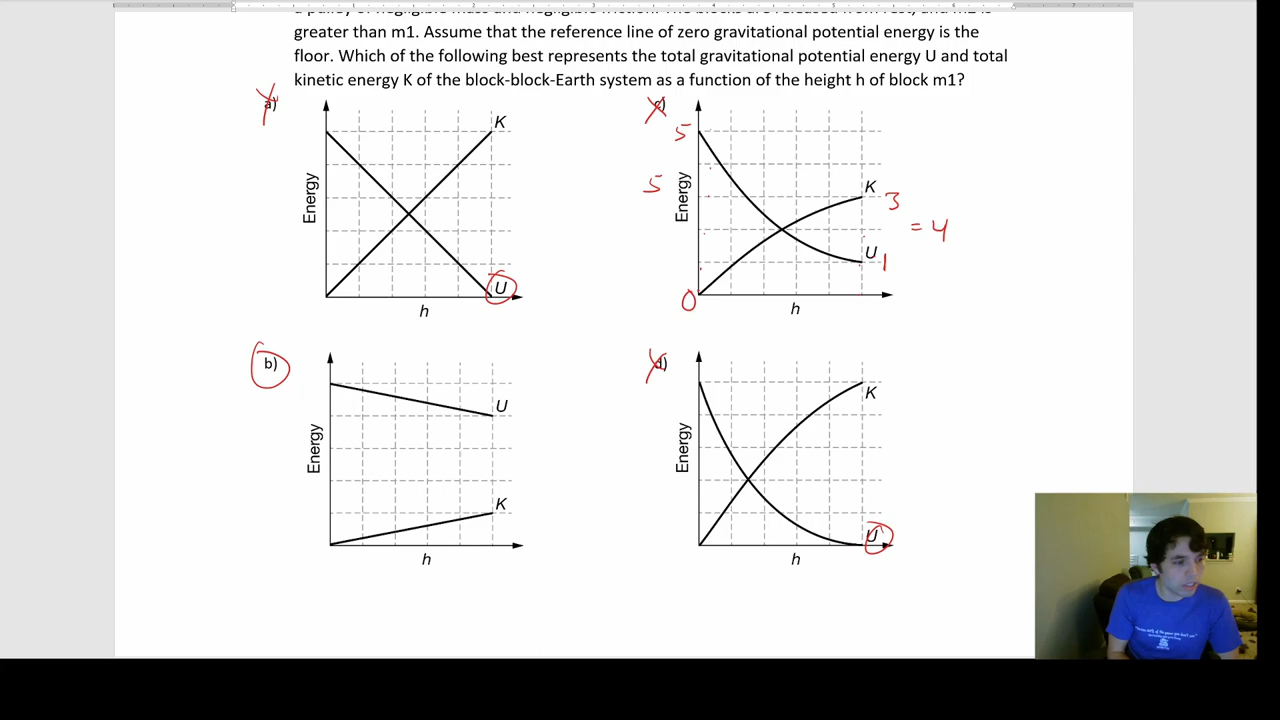 greater than m1. Assume that the reference line of zero gravitational potential energy is the
floor. Which of the following best represents the total gravitational potential energy U and total
kinetic energy K of the block-block-Earth system as a function of the height h of block m1?
a)
K
Energy
U
h
c)
5
5
Energy
K
3
= 4
U
1
0
h
b)
U
Energy
K
h
d)
K
Energy
U
h